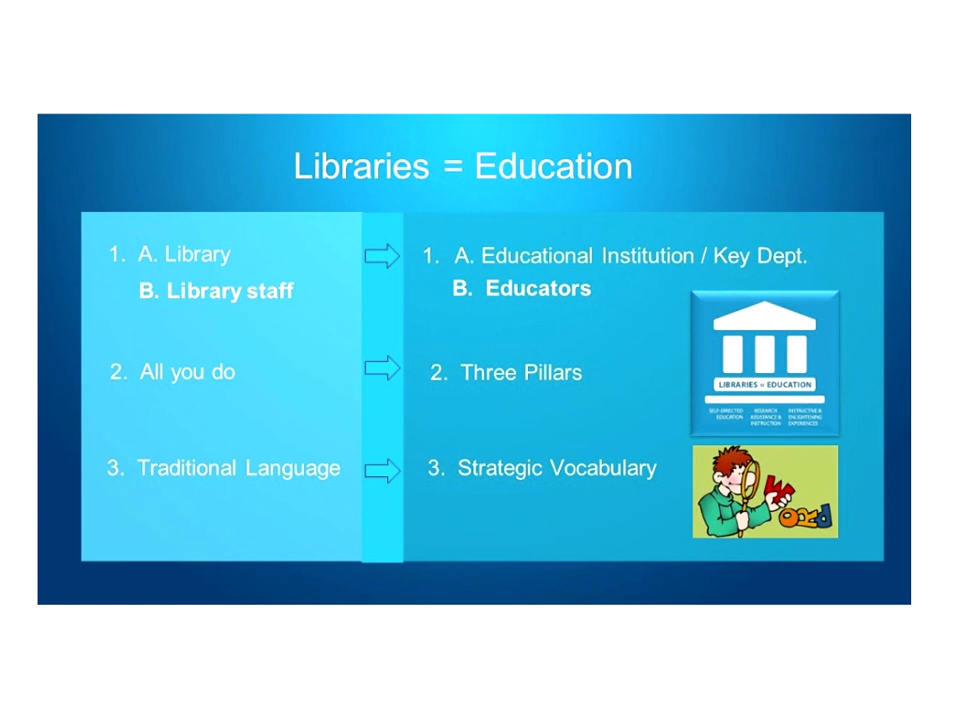 Libraries = Education
1. A. Library
B. Library staff
2. All you do
3. Traditional Language
1. A. Educational Institution / Key Dept.
B. Educators
2. Three Pillars
3. Strategic Vocabulary
LIBRARIES = EDUCATION
SELF-DIRECTED
EDUCATION
RESEARCH
ASSISTANCE &
INSTRUCTION
INSTRUCTIVE &
ENLIGHTENING
EXPERIENCES
WORD